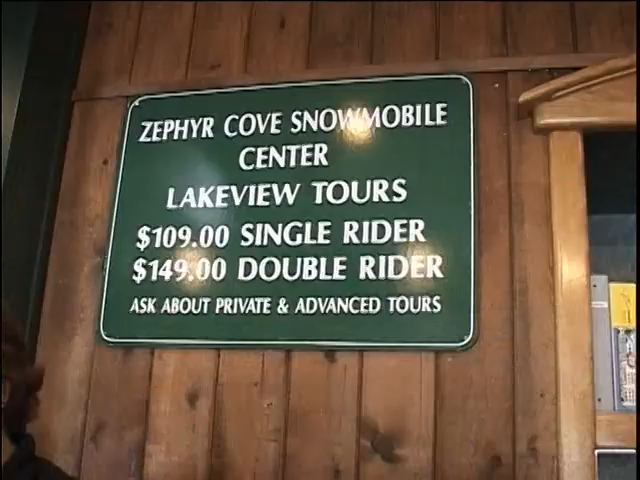 ZEPHYR COVE SNOWMOBILE
CENTER
LAKEVIEW TOURS
$109.00 SINGLE RIDER
$149.00 DOUBLE RIDER
ASK ABOUT PRIVATE & ADVANCED TOURS